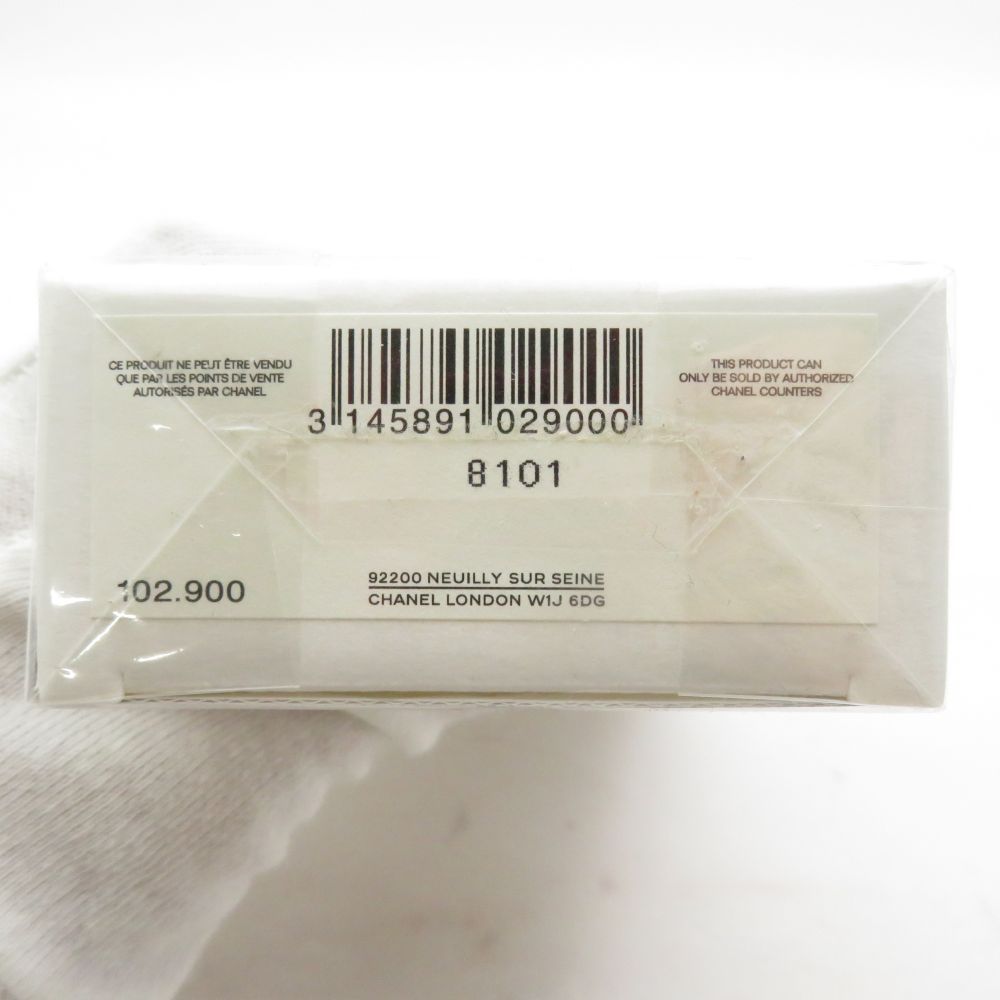 CE PRODUIT NE PEUT ÊTRE VENDU
QUE PAR LES POINTS DE VENTE
AUTORISÉS PAR CHANEL
THIS PRODUCT CAN
ONLY BE SOLD BY AUTHORIZED
CHANEL COUNTERS
3 145891 029000
8101
102.900
92200 NEUILLY SUR SEINE
CHANEL LONDON W1J 6DG